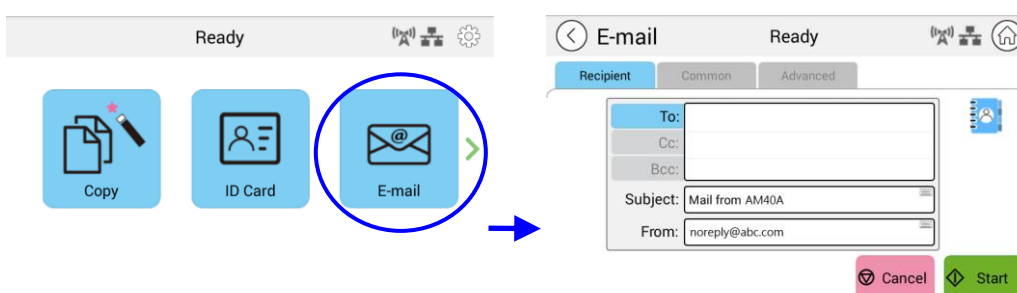 Ready
Copy
ID Card
@
E-mail
E-mail
Ready
Recipient
Common
Advanced
To:
Cc:
Bcc:
Subject: Mail from AM40A
From: noreply@abc.com
Cancel
Start